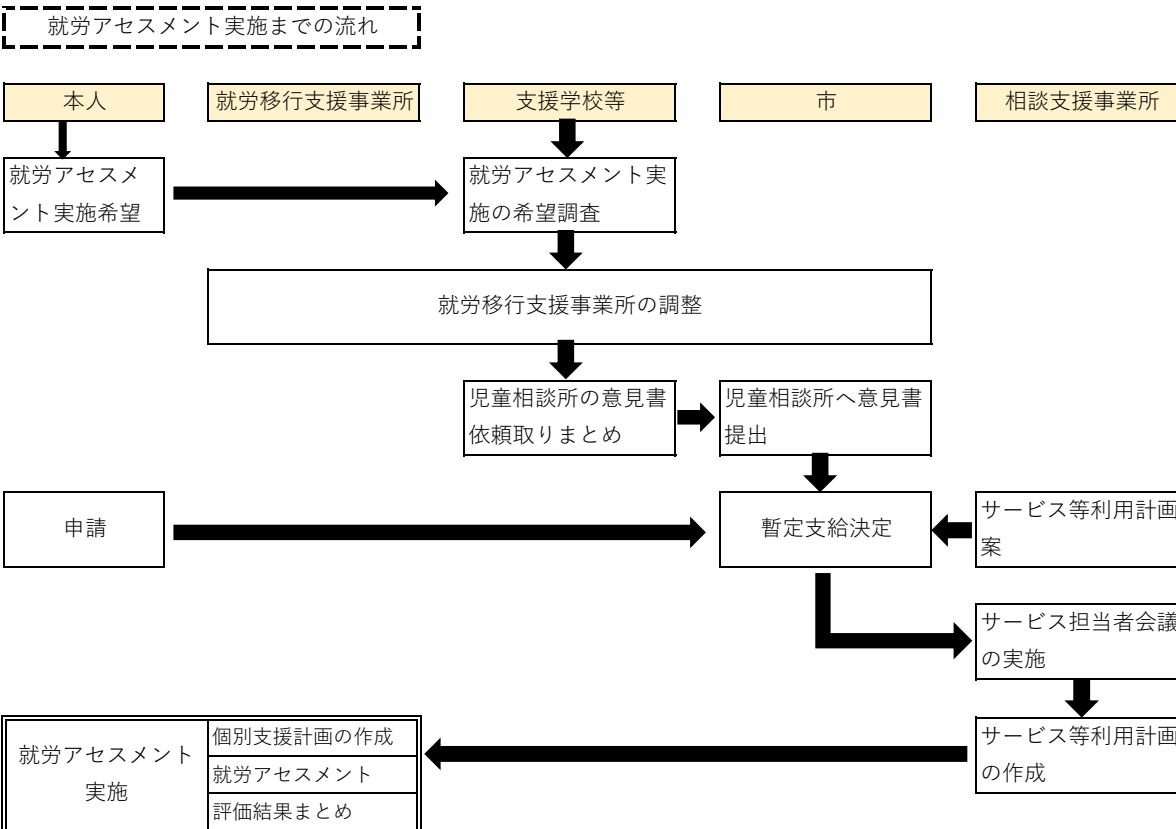 就労アセスメント実施までの流れ
本人
就労移行支援事業所
支援学校等
市
相談支援事業所
就労アセスメ
ント実施希望
就労アセスメント実
施の希望調査
就労移行支援事業所の調整
児童相談所の意見書
依頼取りまとめ
児童相談所へ意見書
提出
申請
暫定支給決定
サービス等利用計画
案
サービス担当者会議
の実施
就労アセスメント
実施
個別支援計画の作成
就労アセスメント
評価結果まとめ
サービス等利用計画
の作成